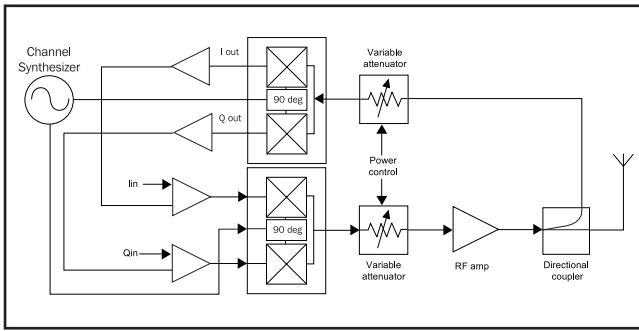 Channel
Synthesizer
I out
90 deg
Q out
Variable
attenuator
Power
control
Iin
90 deg
Qin
Variable
attenuator
RF amp
Directional
coupler